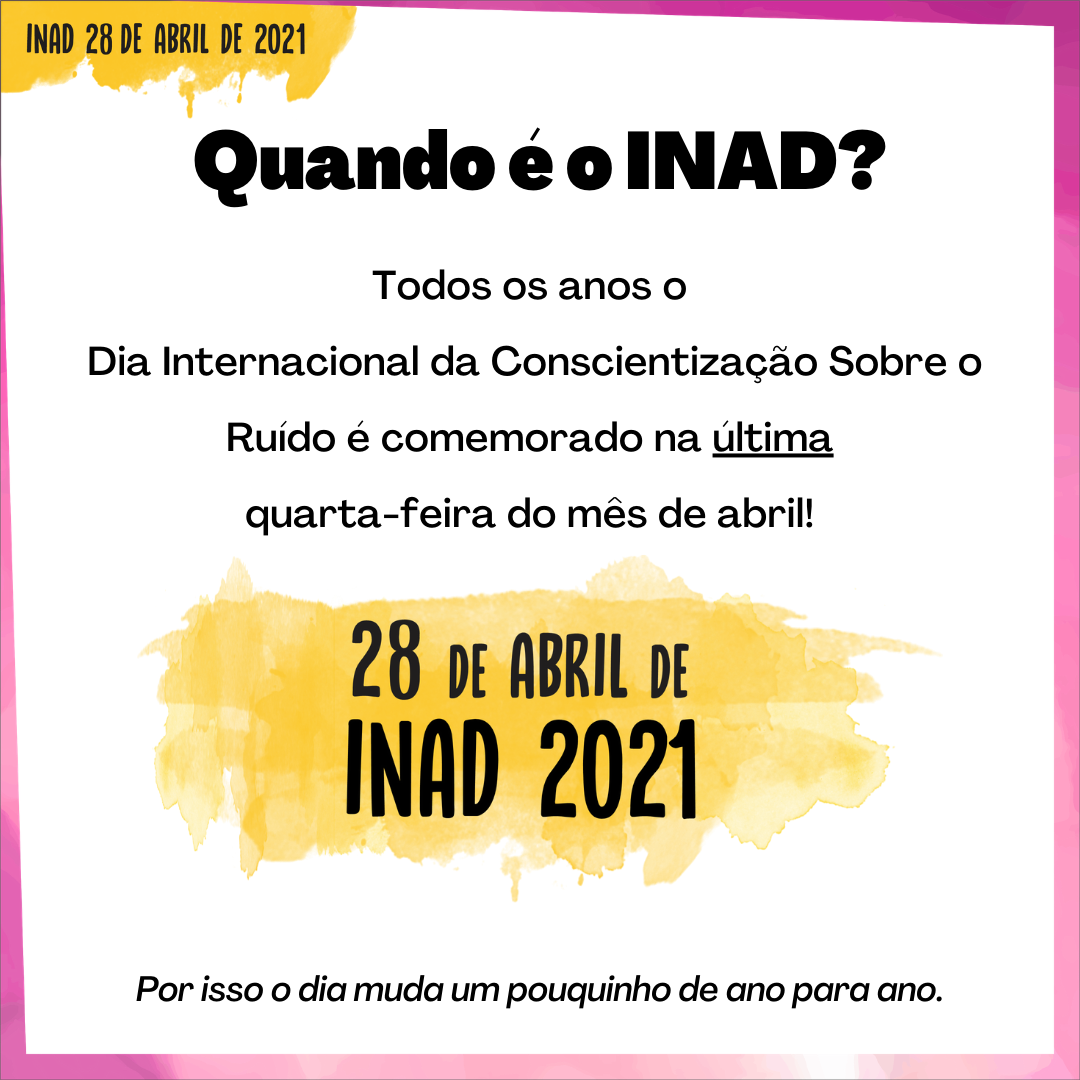 INAD 28 DE ABRIL DE 2021
Quando é o INAD?
Todos os anos o
Dia Internacional da Conscientização Sobre o
Ruído é comemorado na última
quarta-feira do mês de abril!
28 DE ABRIL DE
INAD 2021
Por isso o dia muda um pouquinho de ano para ano.